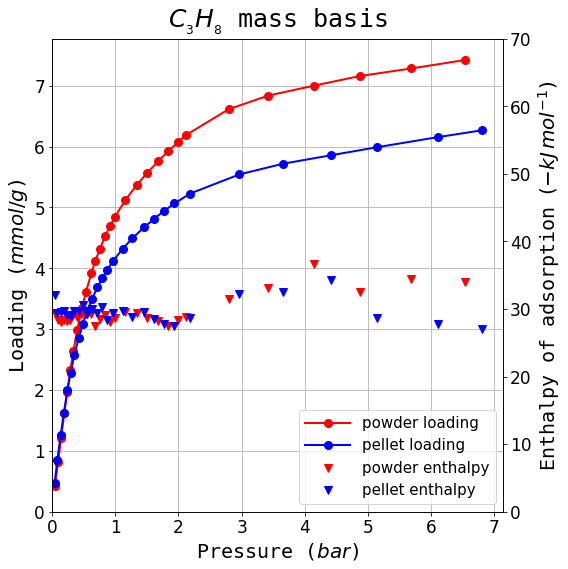 C₃H₈ mass basis
7
6
5
4
3
2
1
0
Loading (mmol/g)
70
60
50
40
30
20
10
0
Enthalpy of adsorption (−kJmol⁻¹)
powder loading
pellet loading
powder enthalpy
pellet enthalpy
0 1 2 3 4 5 6 7
Pressure (bar)